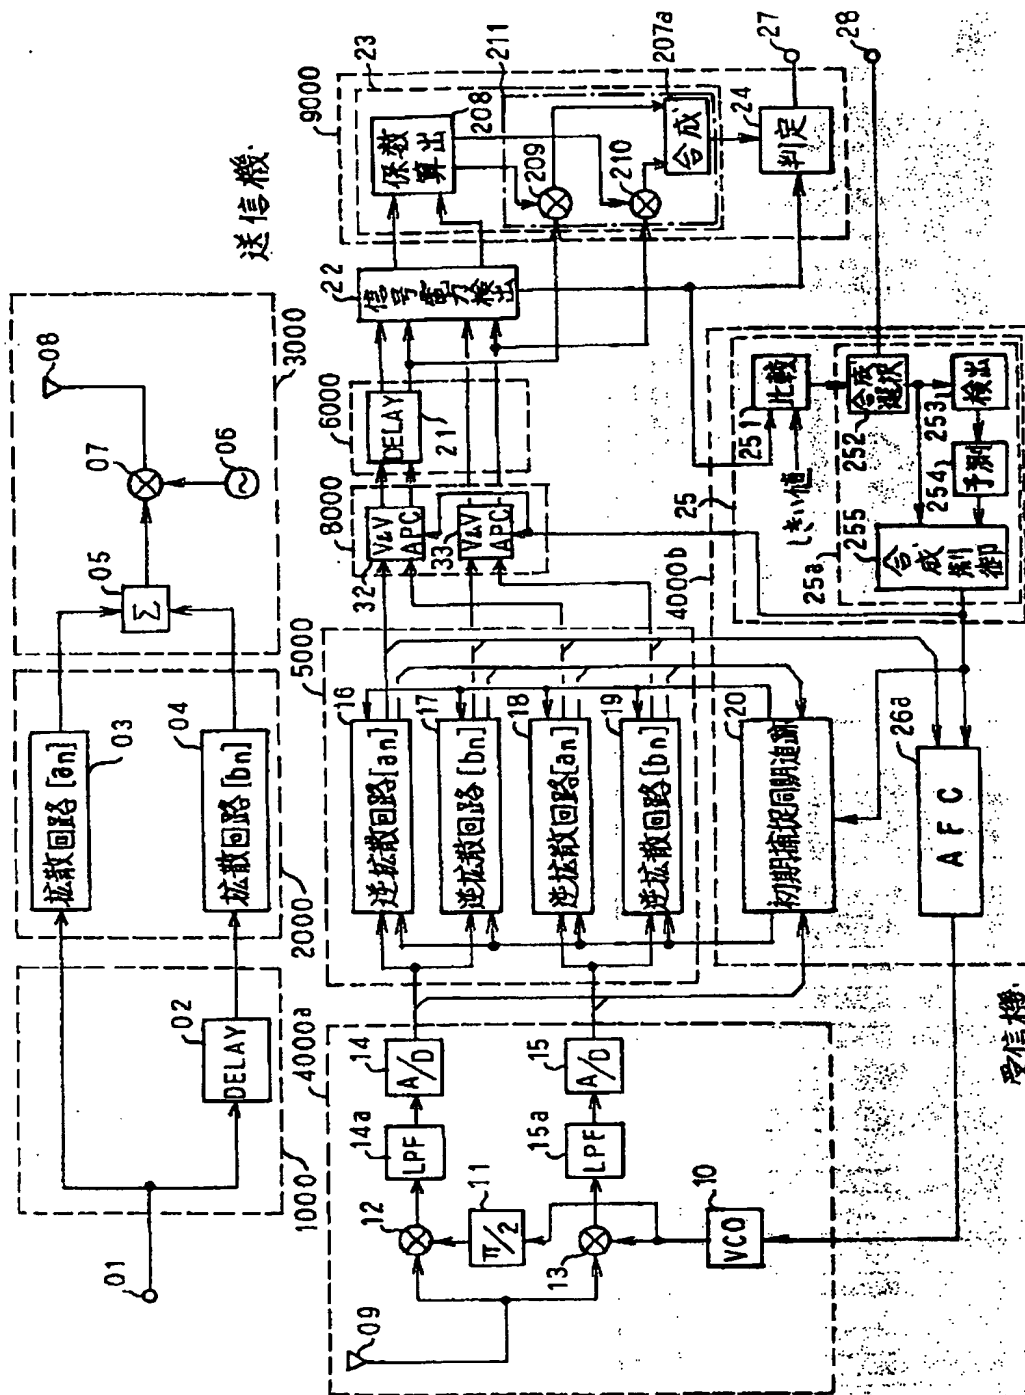 送信機
01
1000
02
DELAY
2000
拡散回路[an]
03
拡散回路[bn]
04
3000
05
Σ
06
07
08
受信機
4000a
09
10
VCO
11
π/2
12
13
14a
LPF
14
A/D
15a
LPF
15
A/D
5000
16
逆拡散回路[an]
17
逆拡散回路[bn]
18
逆拡散回路[an]
19
逆拡散回路[bn]
4000b
20
初期捕捉同期追跡
26a
AFC
8000
32
V&V
APC
33
V&V
APC
6000
DELAY
21
22
信号電力検出
9000
23
係数
算出
208
211
209
210
207a
合成
24
判定
27
28
25
25a
251
比較
しきい値
252
合成
選択
253
検出
254
予測
255
合成
制御